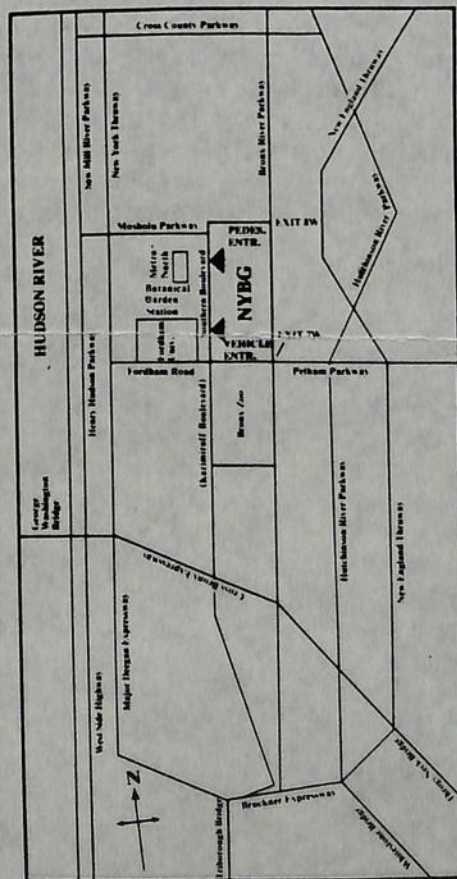 HUDSON RIVER
Cross County Parkway
Saw Mill River Parkway
New York Thruway
Bronx River Parkway
New England Thruway
Hutchinson River Parkway
Mosholu Parkway
PEDES.
ENTR.
EXIT 8W
Metro-
North
Botanical
Garden
Station
Southern Boulevard
NYBG
Fordham
Univ.
VEHICLE
ENTR.
EXIT 7W
Henry Hudson Parkway
Fordham Road
Pelham Parkway
(Kazimiroff Boulevard)
Bronx Zoo
George
Washington
Bridge
Cross Bronx Expressway
Hutchinson River Parkway
New England Thruway
West Side Highway
Major Deegan Expressway
N
Bruckner Expressway
Whitestone Bridge
Throgs Neck Bridge